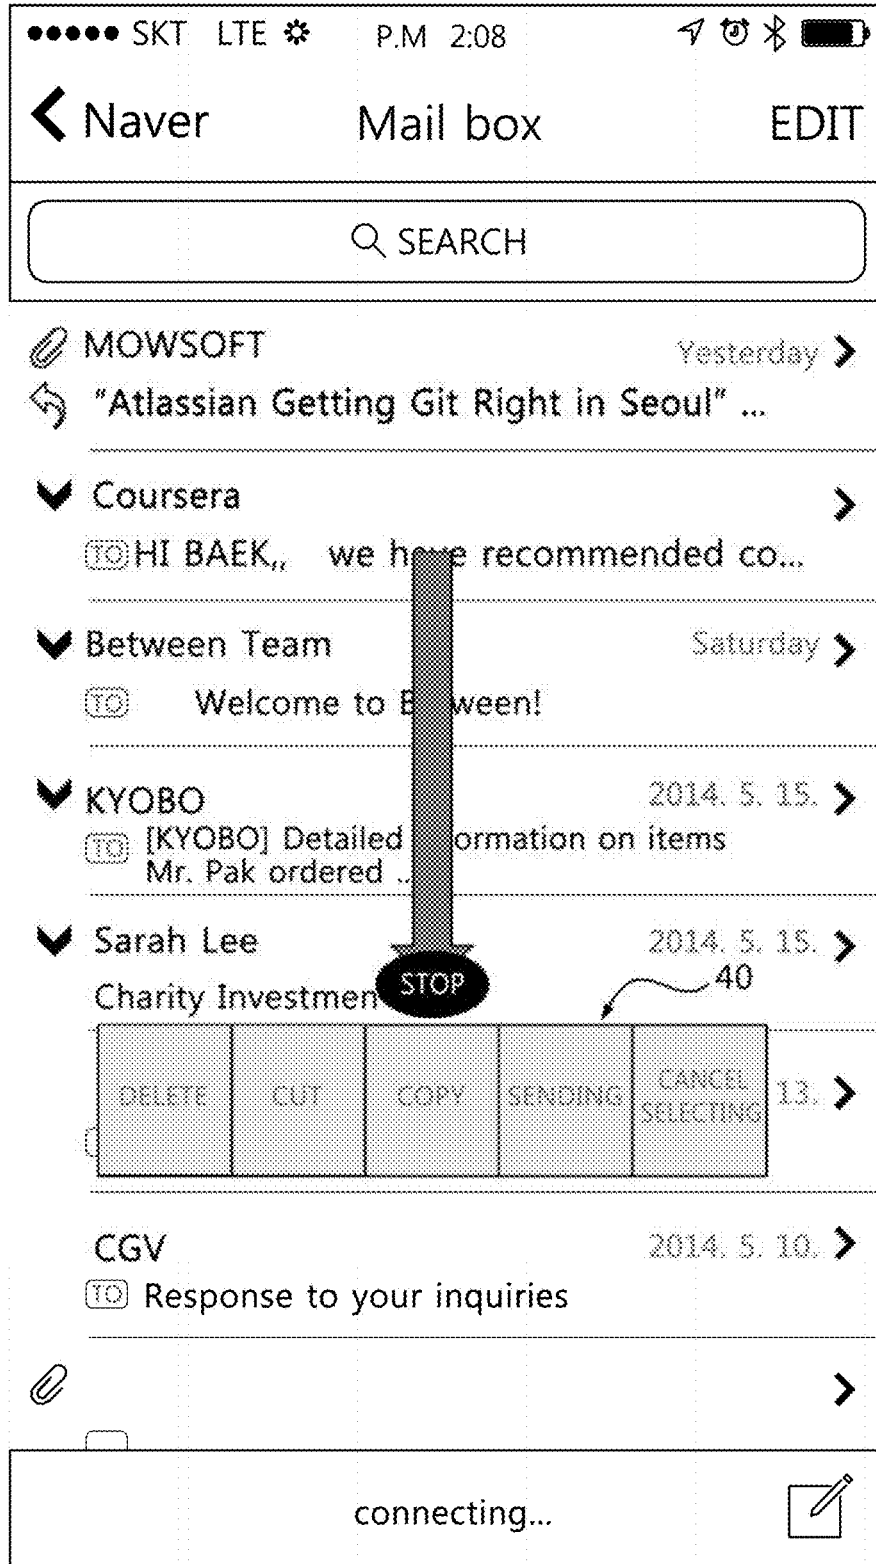 SKT LTE P.M 2:08
Naver Mail box EDIT
SEARCH
MOWSOFT Yesterday
"Atlassian Getting Git Right in Seoul" ...
Coursera
TO HI BAEK,, we have recommended co...
Between Team Saturday
TO Welcome to Between!
KYOBO 2014. 5. 15.
TO [KYOBO] Detailed information on items
Mr. Pak ordered ..
Sarah Lee 2014. 5. 15.
Charity Investmen
STOP
40
DELETE CUT COPY SENDING CANCEL SELECTING 13.
CGV 2014. 5. 10.
TO Response to your inquiries
connecting...